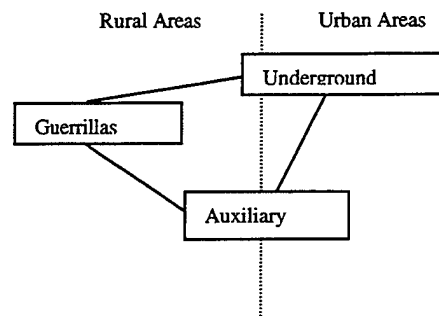 Rural Areas Urban Areas
Underground
Guerrillas
Auxiliary